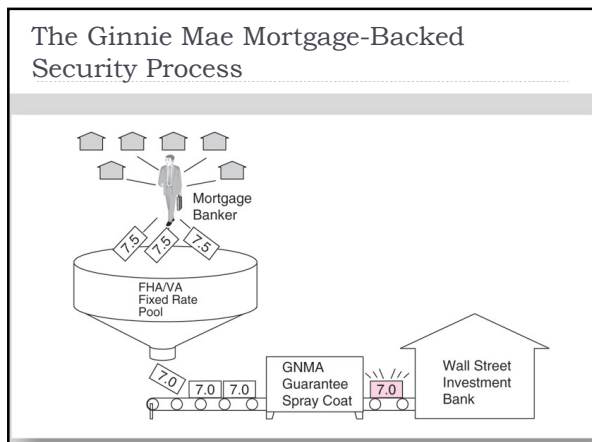 The Ginnie Mae Mortgage-Backed
Security Process
Mortgage
Banker
7.5
7.5
7.5
FHA/VA
Fixed Rate
Pool
7.0
7.0
7.0
GNMA
Guarantee
Spray Coat
7.0
Wall Street
Investment
Bank